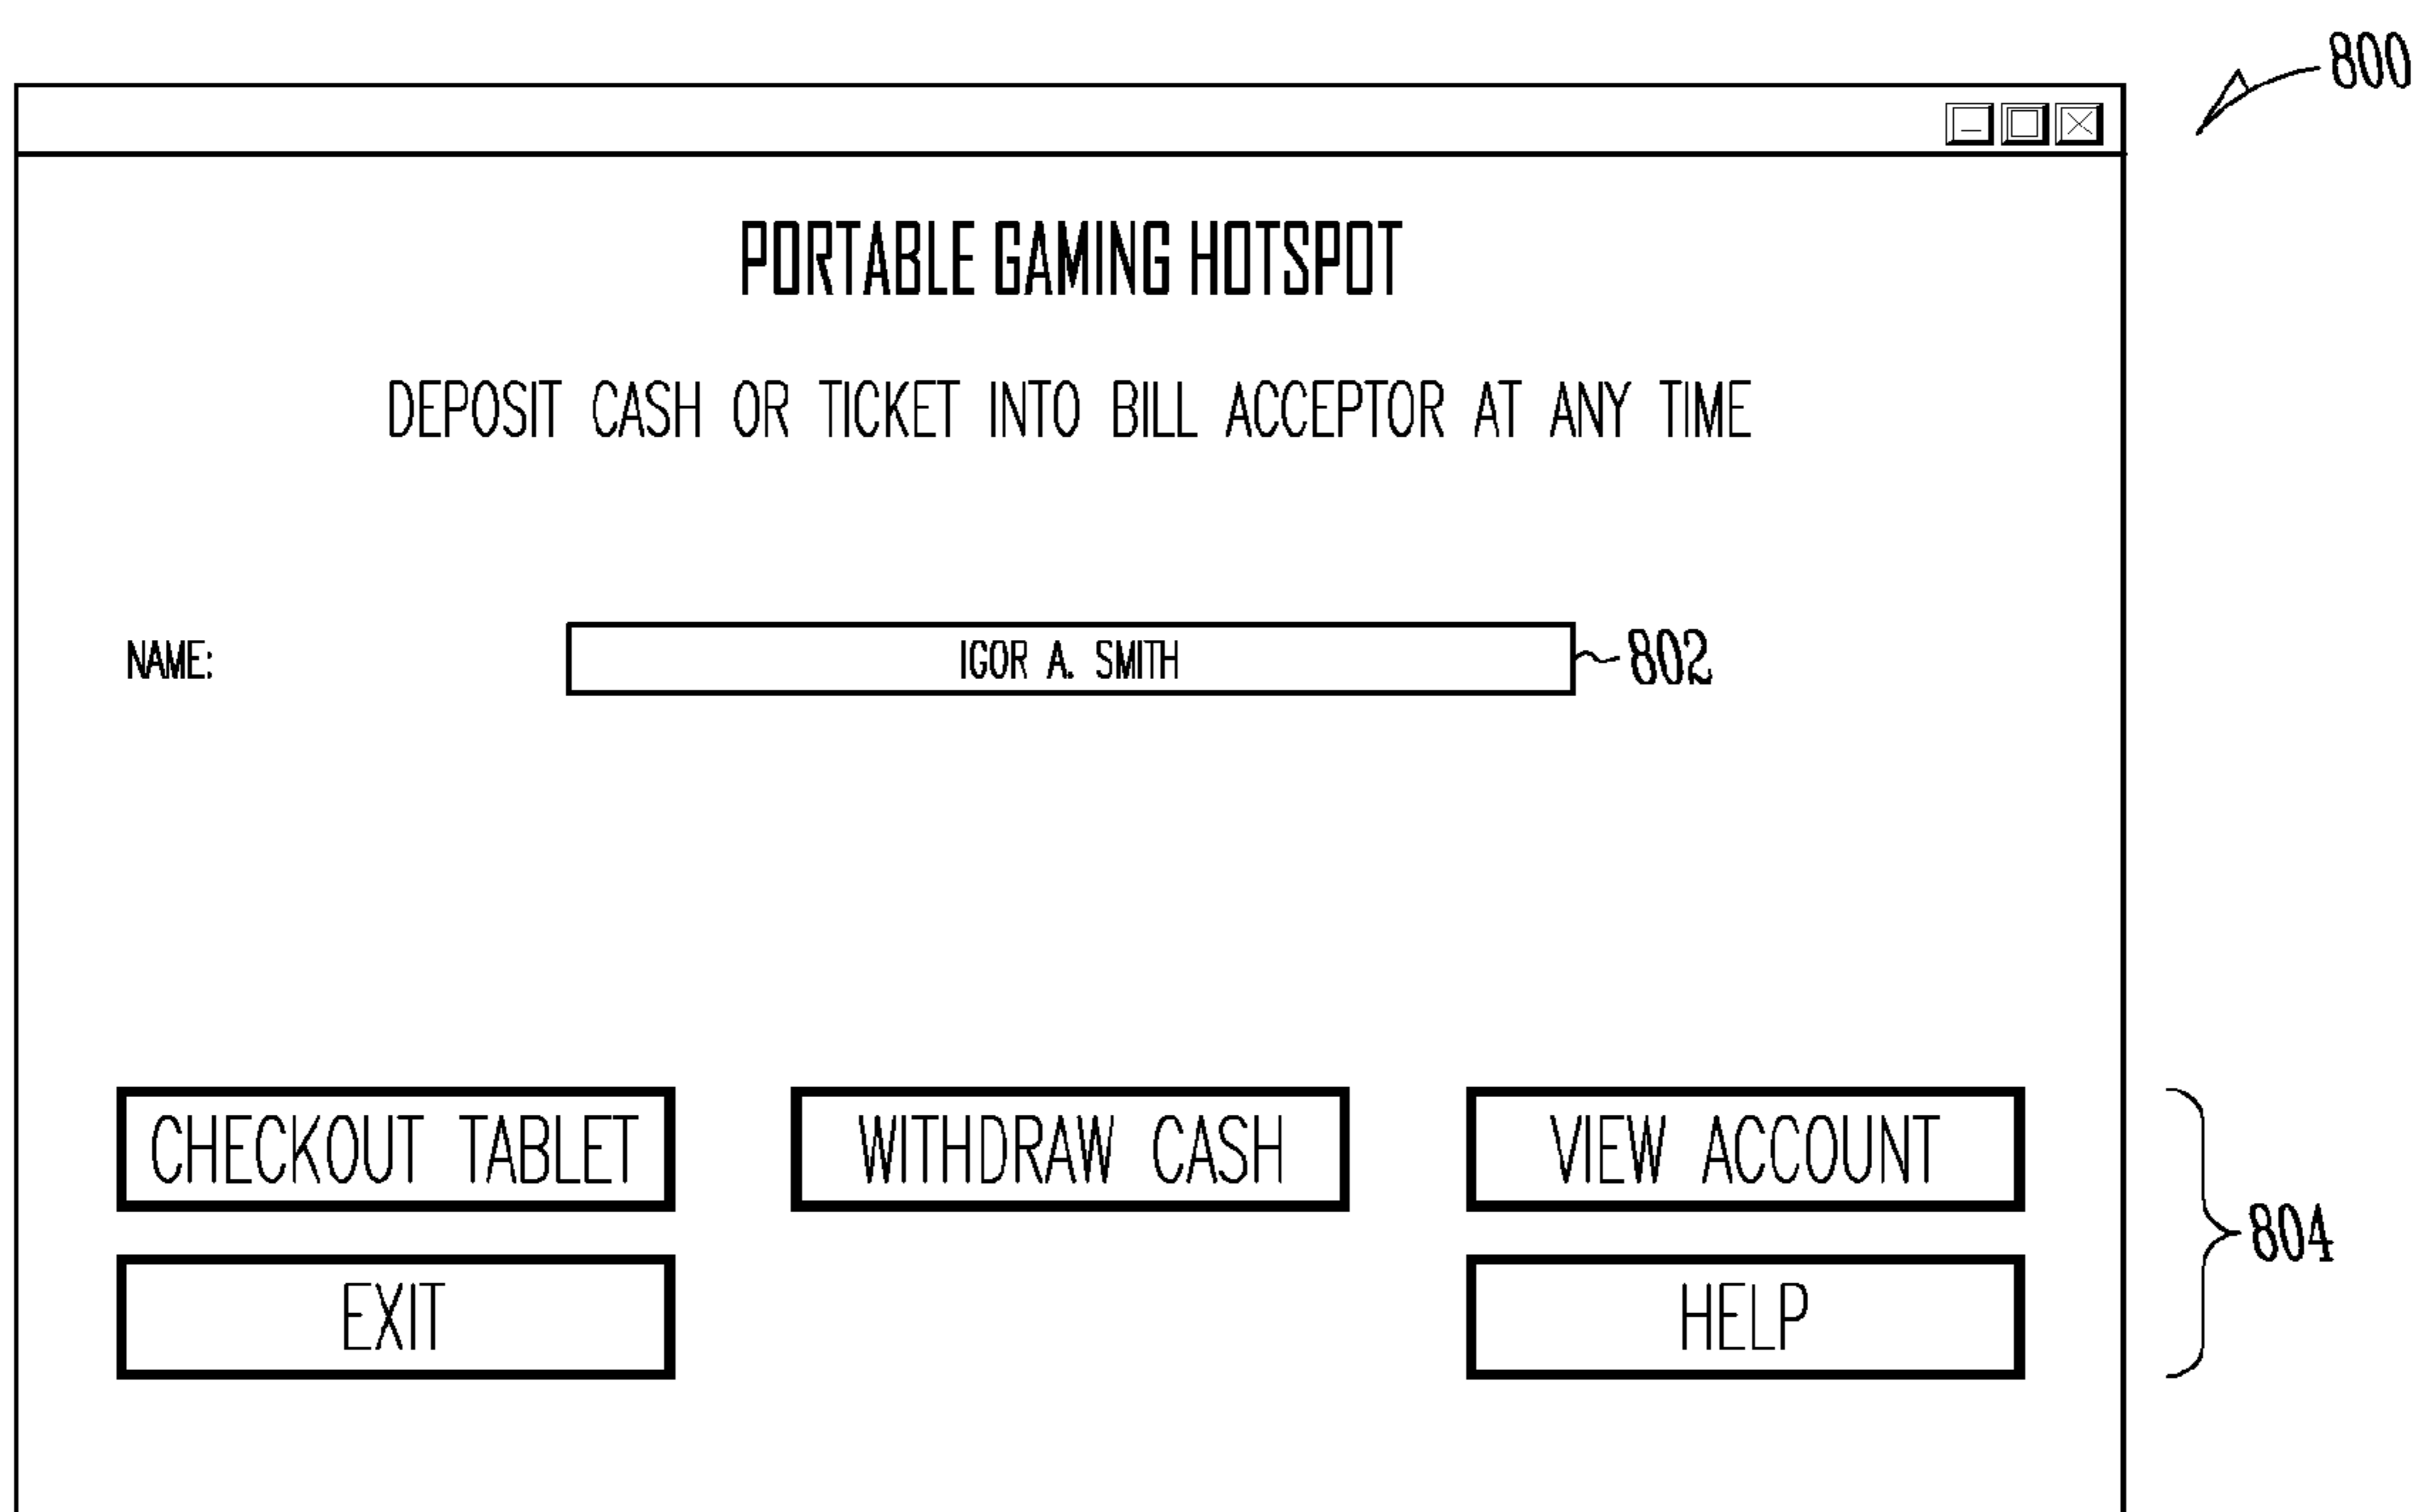 800
PORTABLE GAMING HOTSPOT
DEPOSIT CASH OR TICKET INTO BILL ACCEPTOR AT ANY TIME
NAME: IGOR A. SMITH 802
CHECKOUT TABLET WITHDRAW CASH VIEW ACCOUNT
804
EXIT HELP